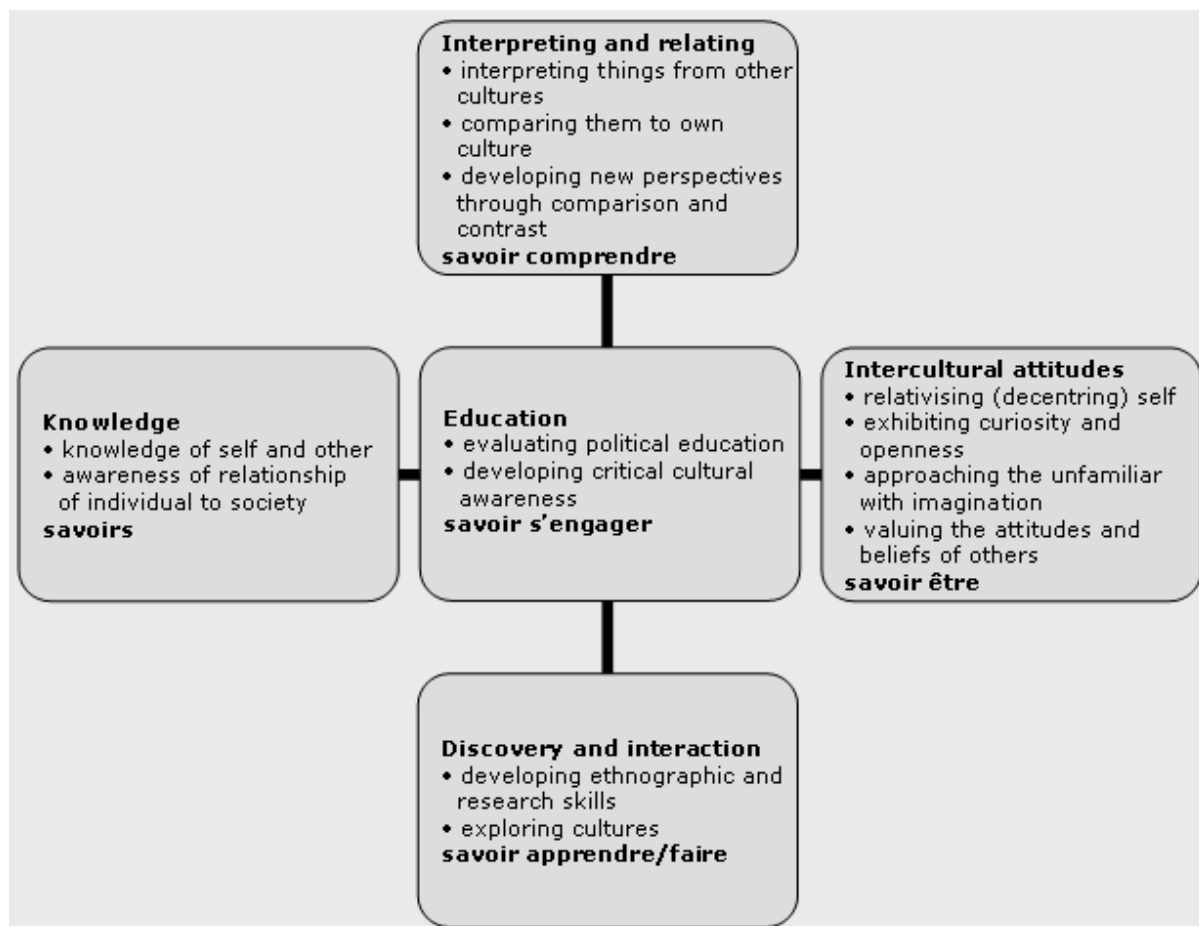 Interpreting and relating
• interpreting things from other
cultures
• comparing them to own
culture
• developing new perspectives
through comparison and
contrast
savoir comprendre
Knowledge
• knowledge of self and other
• awareness of relationship
of individual to society
savoirs
Education
• evaluating political education
• developing critical cultural
awareness
savoir s'engager
Intercultural attitudes
• relativising (decentring) self
• exhibiting curiosity and
openness
• approaching the unfamiliar
with imagination
• valuing the attitudes and
beliefs of others
savoir être
Discovery and interaction
• developing ethnographic and
research skills
• exploring cultures
savoir apprendre/faire